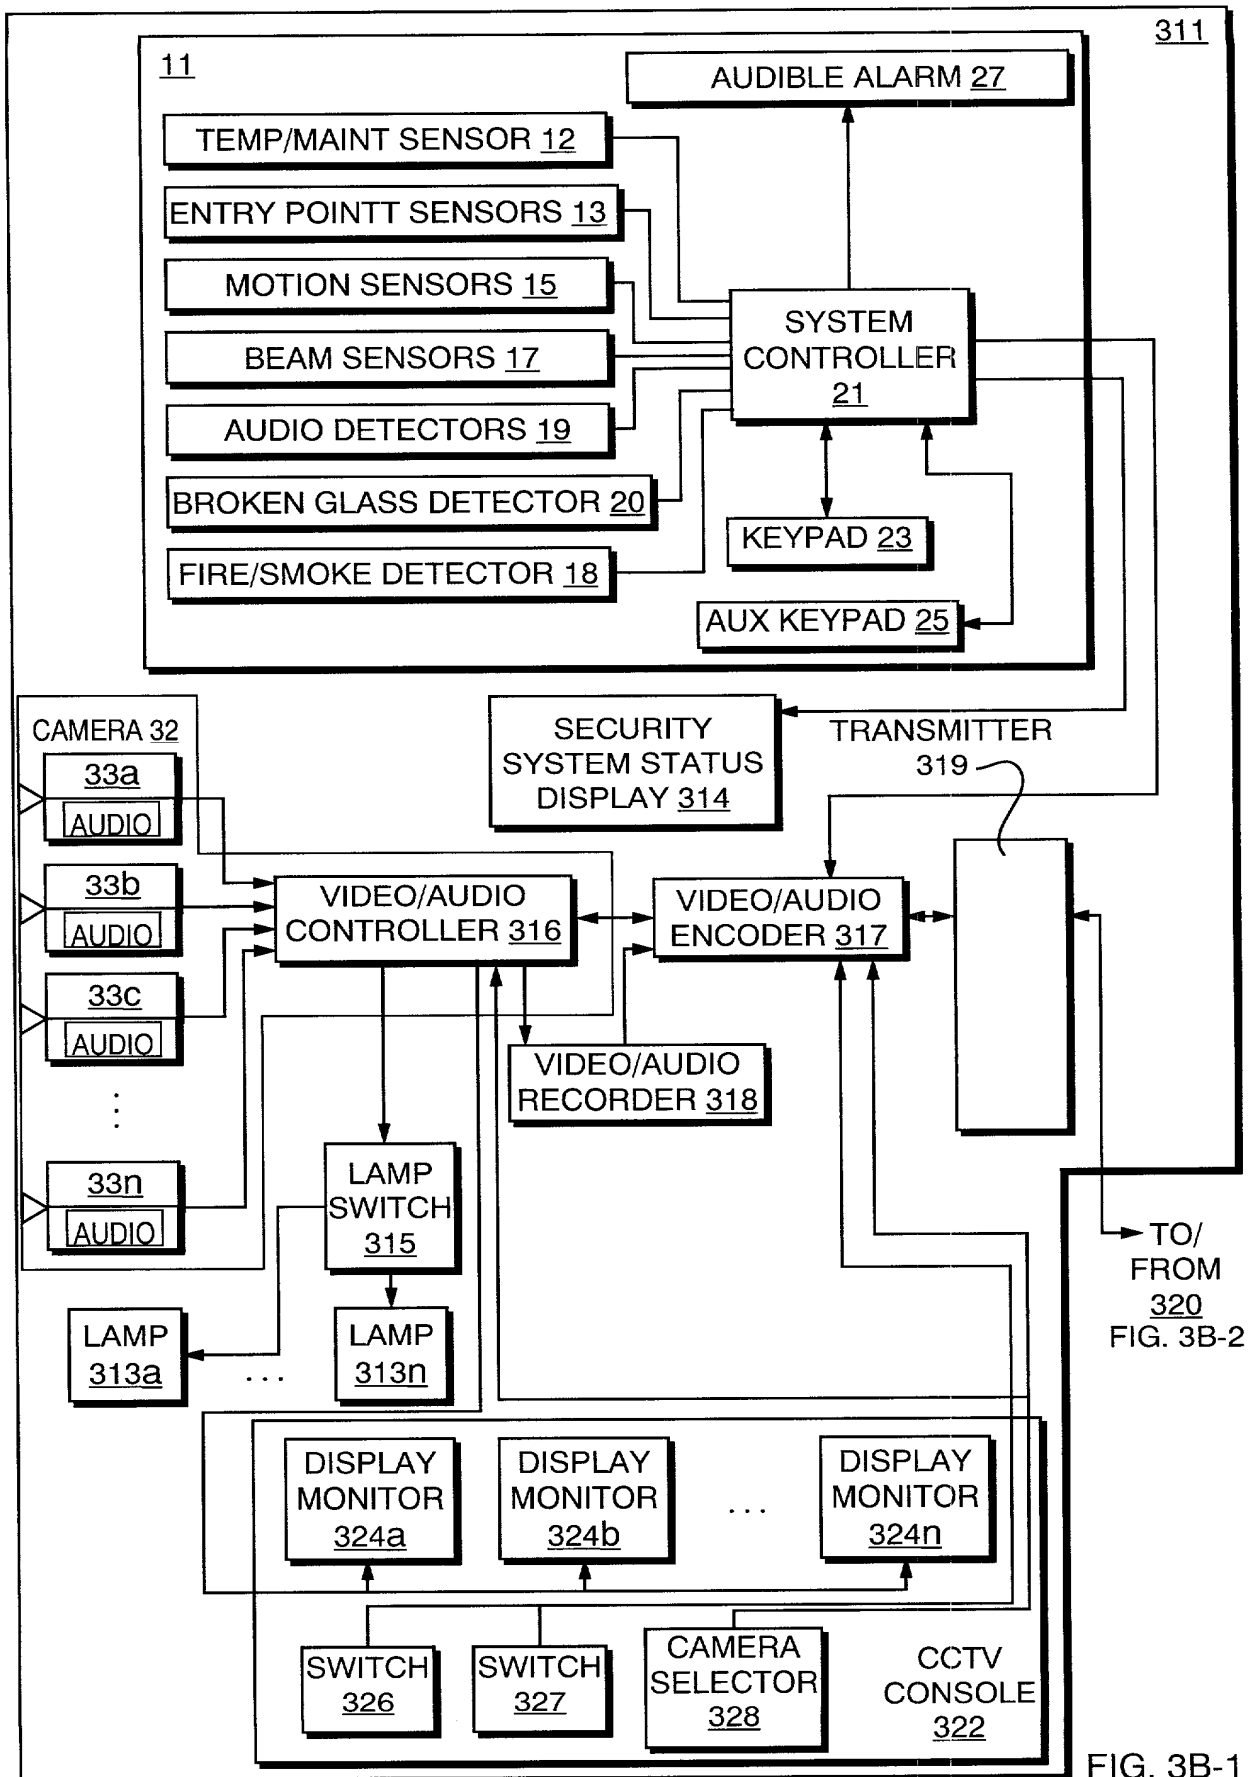 311
11
AUDIBLE ALARM 27
TEMP/MAINT SENSOR 12
ENTRY POINTT SENSORS 13
MOTION SENSORS 15
BEAM SENSORS 17
AUDIO DETECTORS 19
BROKEN GLASS DETECTOR 20
FIRE/SMOKE DETECTOR 18
SYSTEM
CONTROLLER
21
KEYPAD 23
AUX KEYPAD 25
SECURITY
SYSTEM STATUS
DISPLAY 314
TRANSMITTER
319
CAMERA 32
33a
AUDIO
33b
AUDIO
33c
AUDIO
⋮
33n
AUDIO
VIDEO/AUDIO
CONTROLLER 316
VIDEO/AUDIO
ENCODER 317
VIDEO/AUDIO
RECORDER 318
LAMP
SWITCH
315
LAMP
313a
...
LAMP
313n
TO/
FROM
320
FIG. 3B-2
DISPLAY
MONITOR
324a
DISPLAY
MONITOR
324b
...
DISPLAY
MONITOR
324n
SWITCH
326
SWITCH
327
CAMERA
SELECTOR
328
CCTV
CONSOLE
322
FIG. 3B-1